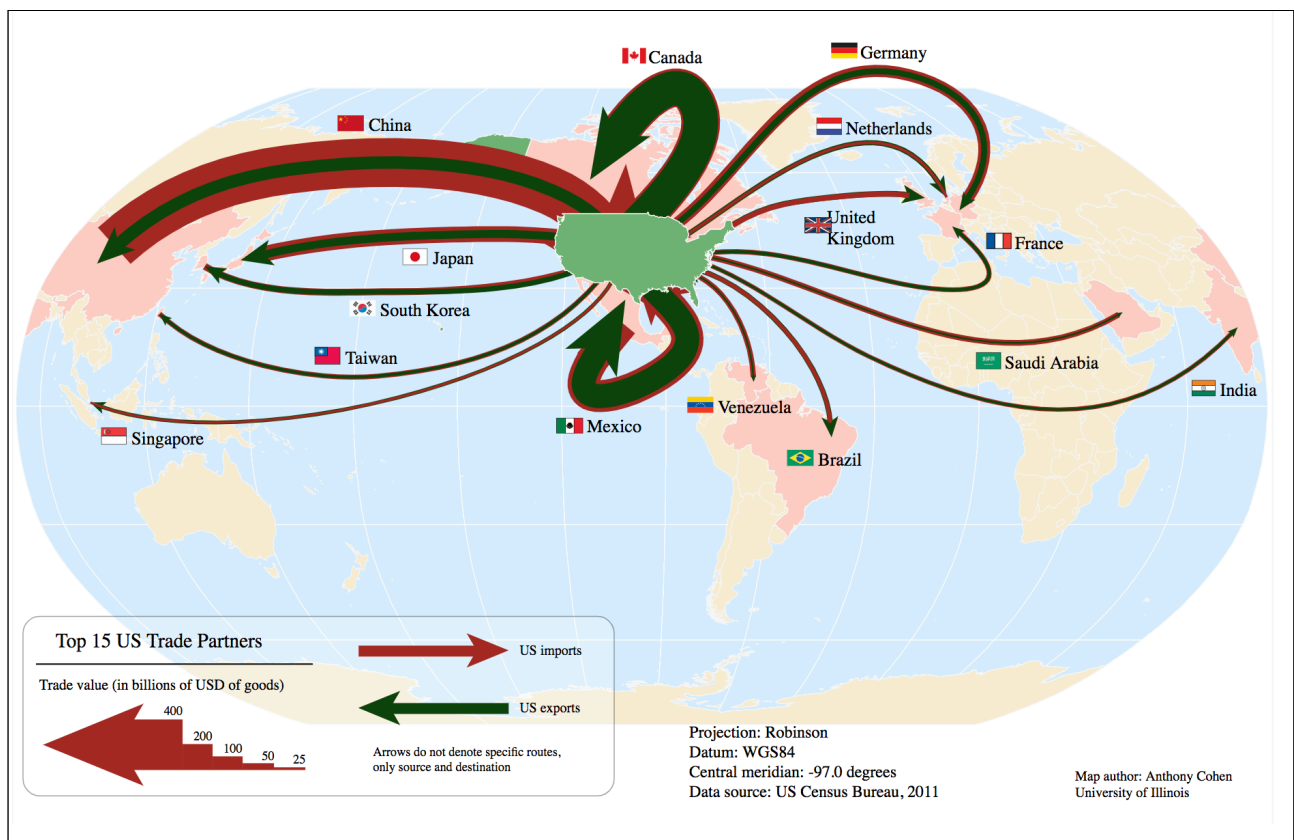 Canada
Germany
China
Netherlands
United
Kingdom
France
Japan
South Korea
Taiwan
Saudi Arabia
India
Singapore
Mexico
Venezuela
Brazil
Top 15 US Trade Partners
US imports
Trade value (in billions of USD of goods)
US exports
400
200
100
50
25
Arrows do not denote specific routes,
only source and destination
Projection: Robinson
Datum: WGS84
Central meridian: -97.0 degrees
Data source: US Census Bureau, 2011
Map author: Anthony Cohen
University of Illinois